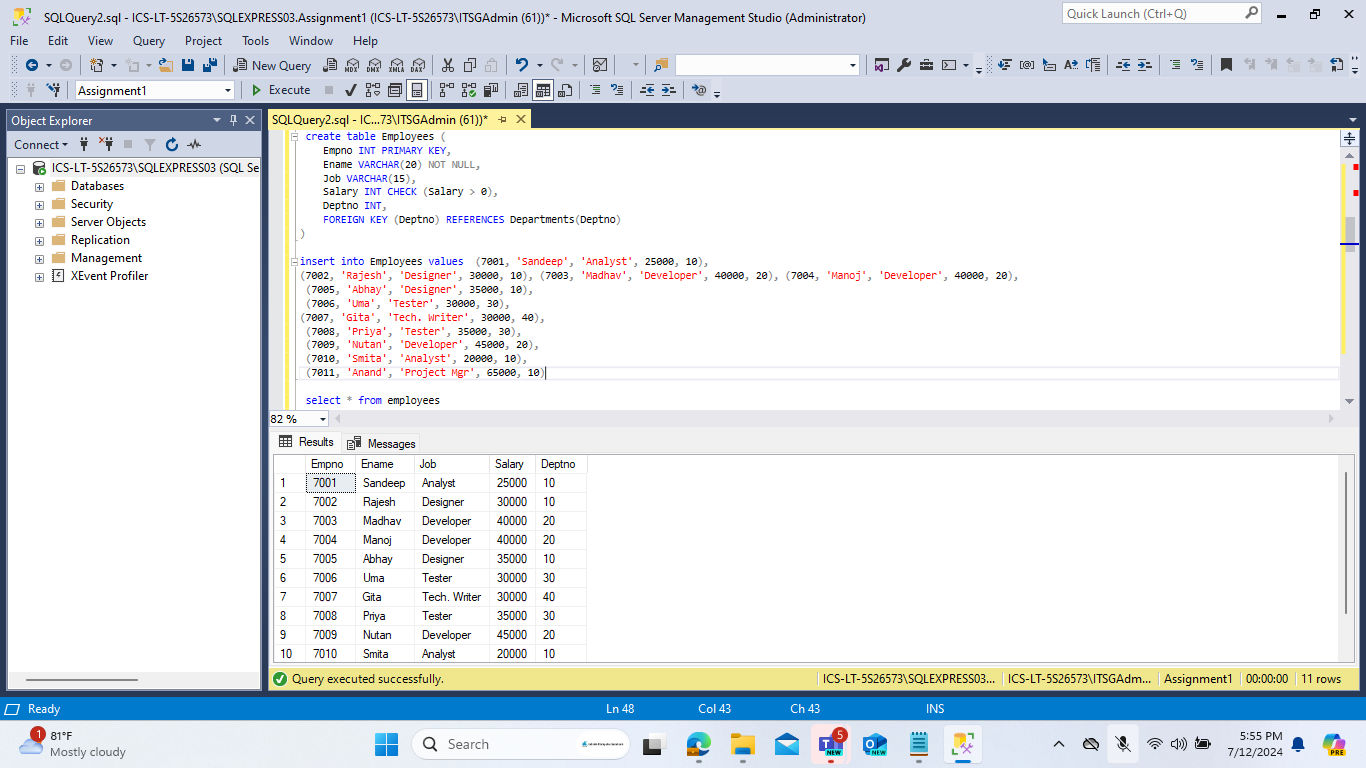 SQLQuery2.sql - ICS-LT-5S26573\SQLEXPRESS03.Assignment1 (ICS-LT-5S26573\ITSGAdmin (61))* - Microsoft SQL Server Management Studio (Administrator)
Quick Launch (Ctrl+Q)
File Edit View Query Project Tools Window Help
New Query MDX DMX XMLA DAX
Assignment1 Execute
Object Explorer
SQLQuery2.sql - IC...73\ITSGAdmin (61))*
Connect
ICS-LT-5S26573\SQLEXPRESS03 (SQL Se
Databases
Security
Server Objects
Replication
Management
XEvent Profiler
create table Employees (
Empno INT PRIMARY KEY,
Ename VARCHAR(20) NOT NULL,
Job VARCHAR(15),
Salary INT CHECK (Salary > 0),
Deptno INT,
FOREIGN KEY (Deptno) REFERENCES Departments(Deptno)
)
insert into Employees values (7001, 'Sandeep', 'Analyst', 25000, 10),
(7002, 'Rajesh', 'Designer', 30000, 10), (7003, 'Madhav', 'Developer', 40000, 20), (7004, 'Manoj', 'Developer', 40000, 20),
(7005, 'Abhay', 'Designer', 35000, 10),
(7006, 'Uma', 'Tester', 30000, 30),
(7007, 'Gita', 'Tech. Writer', 30000, 40),
(7008, 'Priya', 'Tester', 35000, 30),
(7009, 'Nutan', 'Developer', 45000, 20),
(7010, 'Smita', 'Analyst', 20000, 10),
(7011, 'Anand', 'Project Mgr', 65000, 10)
select * from employees
82 %
Results Messages
Empno Ename Job Salary Deptno
1 7001 Sandeep Analyst 25000 10
2 7002 Rajesh Designer 30000 10
3 7003 Madhav Developer 40000 20
4 7004 Manoj Developer 40000 20
5 7005 Abhay Designer 35000 10
6 7006 Uma Tester 30000 30
7 7007 Gita Tech. Writer 30000 40
8 7008 Priya Tester 35000 30
9 7009 Nutan Developer 45000 20
10 7010 Smita Analyst 20000 10
Query executed successfully. ICS-LT-5S26573\SQLEXPRESS03... ICS-LT-5S26573\ITSGAdm... Assignment1 00:00:00 11 rows
Ready Ln 48 Col 43 Ch 43 INS
1 81°F
Mostly cloudy
Search
5 NEW NEW
5:55 PM
7/12/2024
PRE